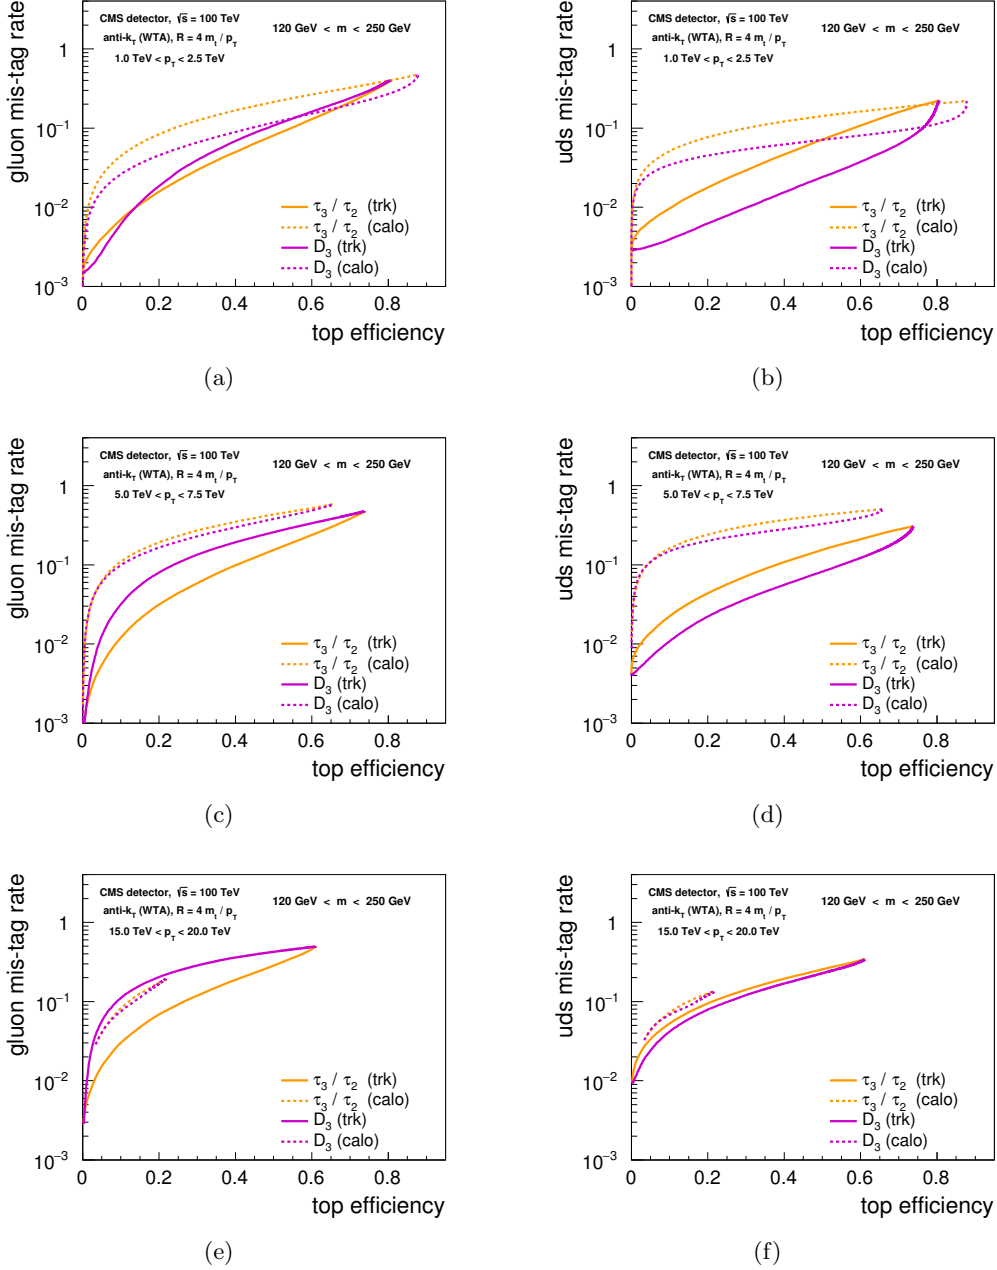 CMS detector, √s = 100 TeV
anti-k_T (WTA), R = 4 m_t / p_T
1.0 TeV < p_T < 2.5 TeV
120 GeV < m < 250 GeV
gluon mis-tag rate
1
10⁻¹
10⁻²
10⁻³
τ₃ / τ₂ (trk)
τ₃ / τ₂ (calo)
D₃ (trk)
D₃ (calo)
0 0.2 0.4 0.6 0.8
top efficiency
(a)
CMS detector, √s = 100 TeV
anti-k_T (WTA), R = 4 m_t / p_T
1.0 TeV < p_T < 2.5 TeV
120 GeV < m < 250 GeV
uds mis-tag rate
1
10⁻¹
10⁻²
10⁻³
τ₃ / τ₂ (trk)
τ₃ / τ₂ (calo)
D₃ (trk)
D₃ (calo)
0 0.2 0.4 0.6 0.8
top efficiency
(b)
CMS detector, √s = 100 TeV
anti-k_T (WTA), R = 4 m_t / p_T
5.0 TeV < p_T < 7.5 TeV
120 GeV < m < 250 GeV
gluon mis-tag rate
1
10⁻¹
10⁻²
10⁻³
τ₃ / τ₂ (trk)
τ₃ / τ₂ (calo)
D₃ (trk)
D₃ (calo)
0 0.2 0.4 0.6 0.8
top efficiency
(c)
CMS detector, √s = 100 TeV
anti-k_T (WTA), R = 4 m_t / p_T
5.0 TeV < p_T < 7.5 TeV
120 GeV < m < 250 GeV
uds mis-tag rate
1
10⁻¹
10⁻²
10⁻³
τ₃ / τ₂ (trk)
τ₃ / τ₂ (calo)
D₃ (trk)
D₃ (calo)
0 0.2 0.4 0.6 0.8
top efficiency
(d)
CMS detector, √s = 100 TeV
anti-k_T (WTA), R = 4 m_t / p_T
15.0 TeV < p_T < 20.0 TeV
120 GeV < m < 250 GeV
gluon mis-tag rate
1
10⁻¹
10⁻²
10⁻³
τ₃ / τ₂ (trk)
τ₃ / τ₂ (calo)
D₃ (trk)
D₃ (calo)
0 0.2 0.4 0.6 0.8
top efficiency
(e)
CMS detector, √s = 100 TeV
anti-k_T (WTA), R = 4 m_t / p_T
15.0 TeV < p_T < 20.0 TeV
120 GeV < m < 250 GeV
uds mis-tag rate
1
10⁻¹
10⁻²
10⁻³
τ₃ / τ₂ (trk)
τ₃ / τ₂ (calo)
D₃ (trk)
D₃ (calo)
0 0.2 0.4 0.6 0.8
top efficiency
(f)